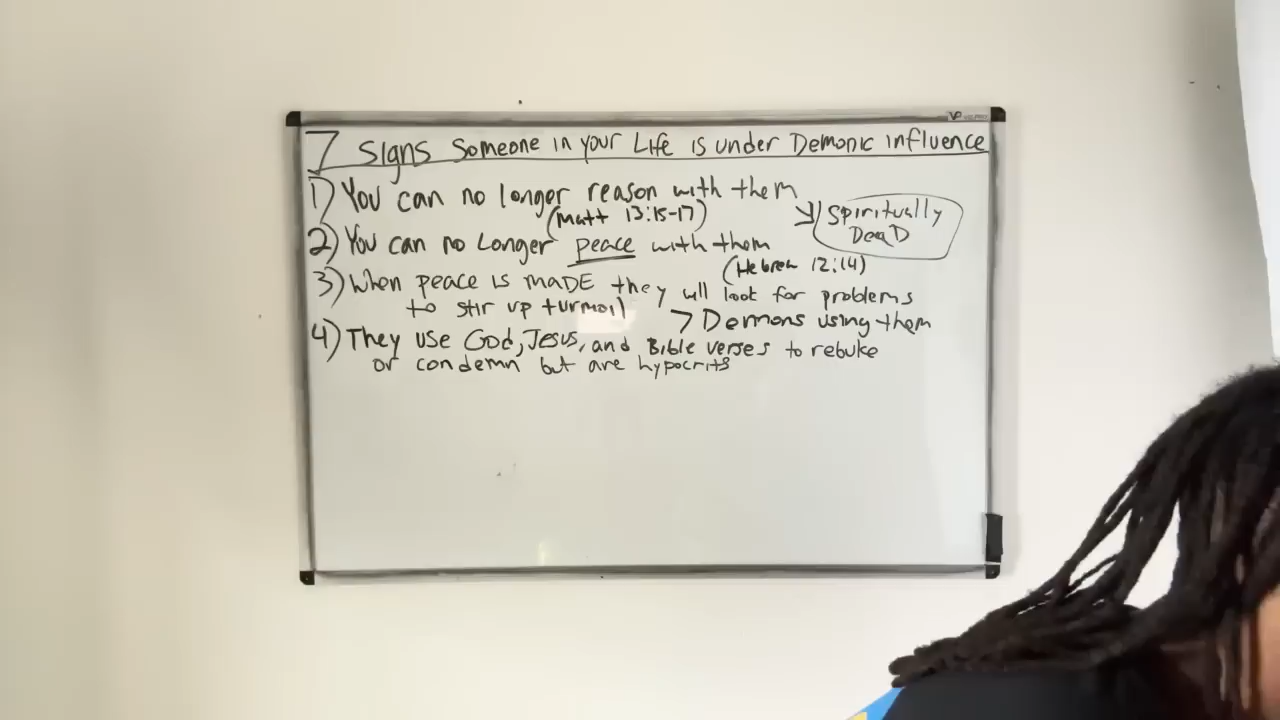 7 Signs Someone in your Life is under Demonic influence
1) You can no longer reason with them
(Matt 13:15-17)
Spiritually
DeaD
2) You can no Longer peace with them
(Hebrew 12:14)
3) When peace is maDE they will look for problems
to stir up turmoil
> Demons using them
4) They use God, Jesus, and Bible verses to rebuke
or condemn but are hypocrits